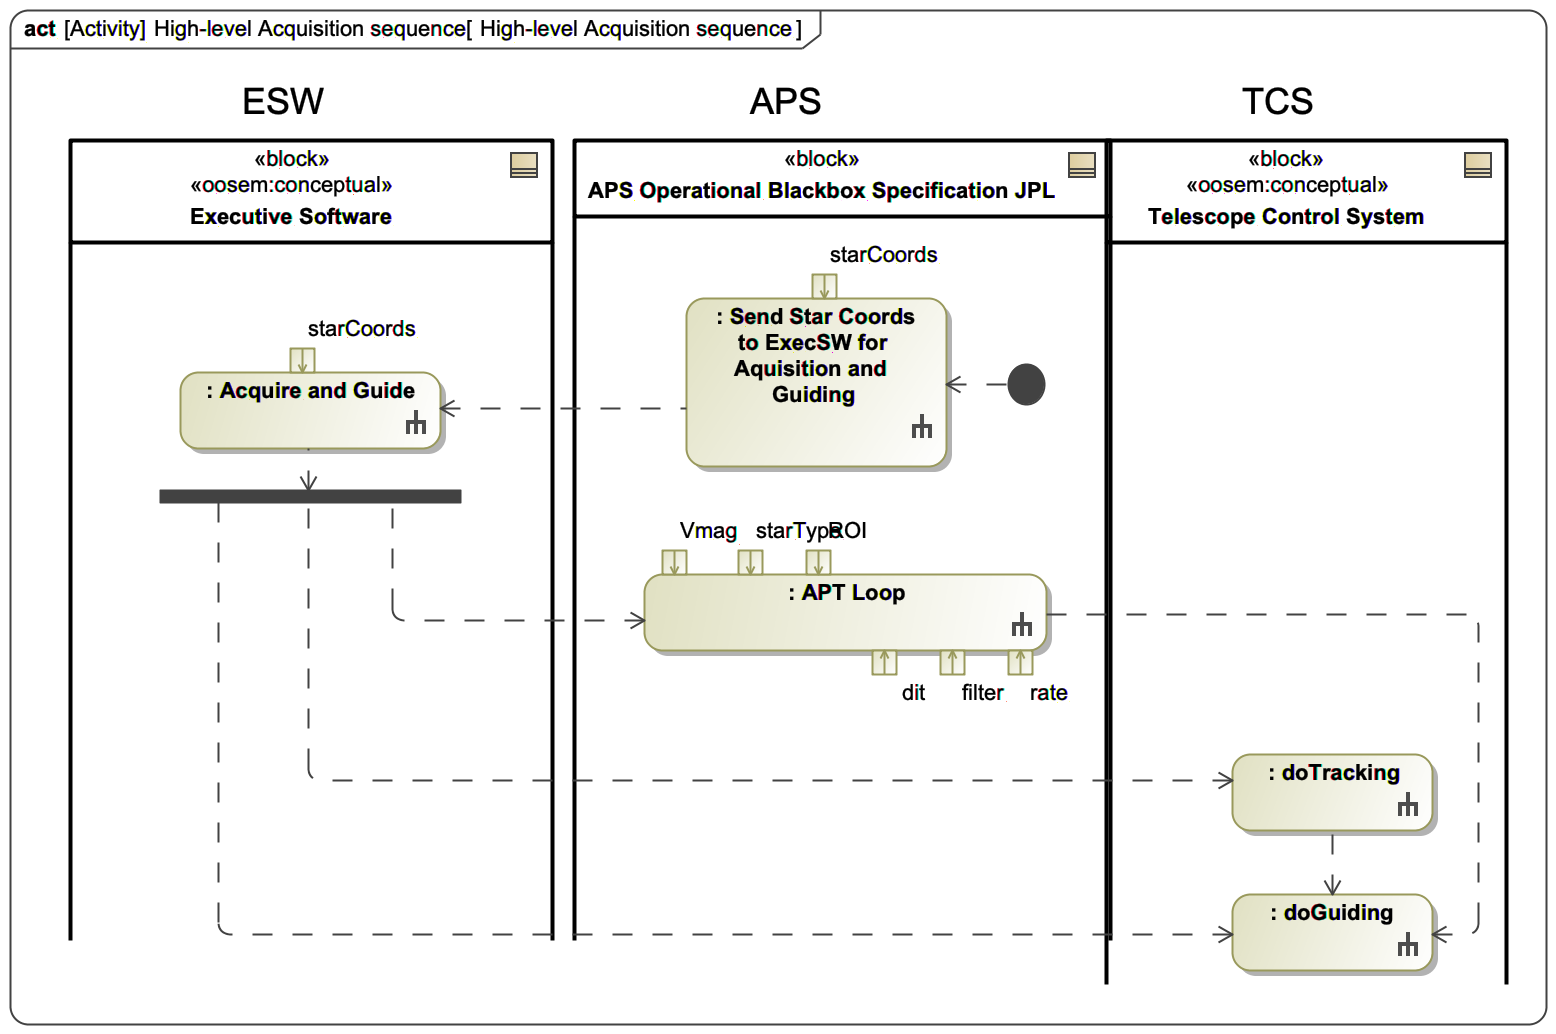 act [Activity] High-level Acquisition sequence[ High-level Acquisition sequence ]
ESW
APS
TCS
«block»
«oosem:conceptual»
Executive Software
«block»
APS Operational Blackbox Specification JPL
«block»
«oosem:conceptual»
Telescope Control System
starCoords
: Send Star Coords
to ExecSW for
Aquisition and
Guiding
starCoords
: Acquire and Guide
Vmag
starType
ROI
: APT Loop
dit
filter
rate
: doTracking
: doGuiding